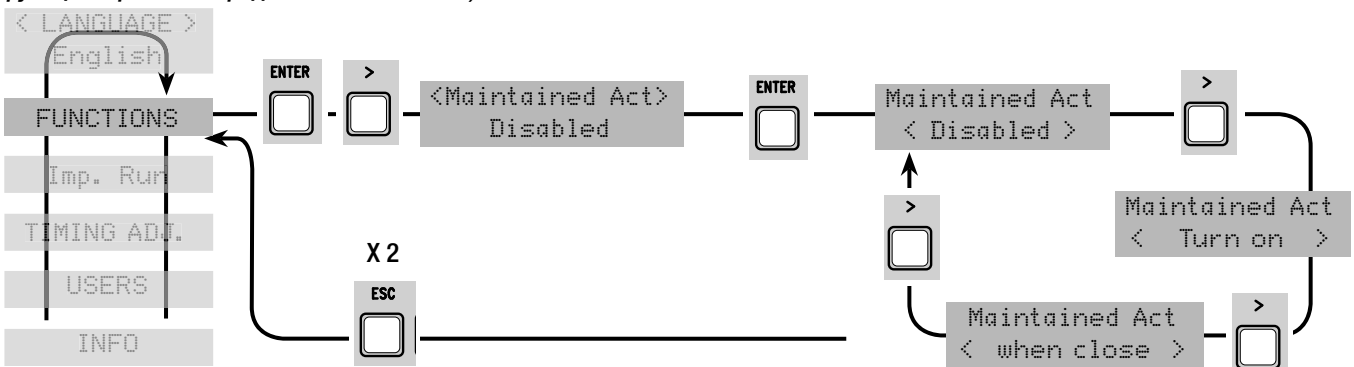 < LANGUAGE >
English
FUNCTIONS
Imp. Run
TIMING ADJ.
USERS
INFO
ENTER
>
<Maintained Act>
Disabled
ENTER
Maintained Act
< Disabled >
>
Maintained Act
< Turn on >
>
Maintained Act
< when close >
>
X 2
ESC